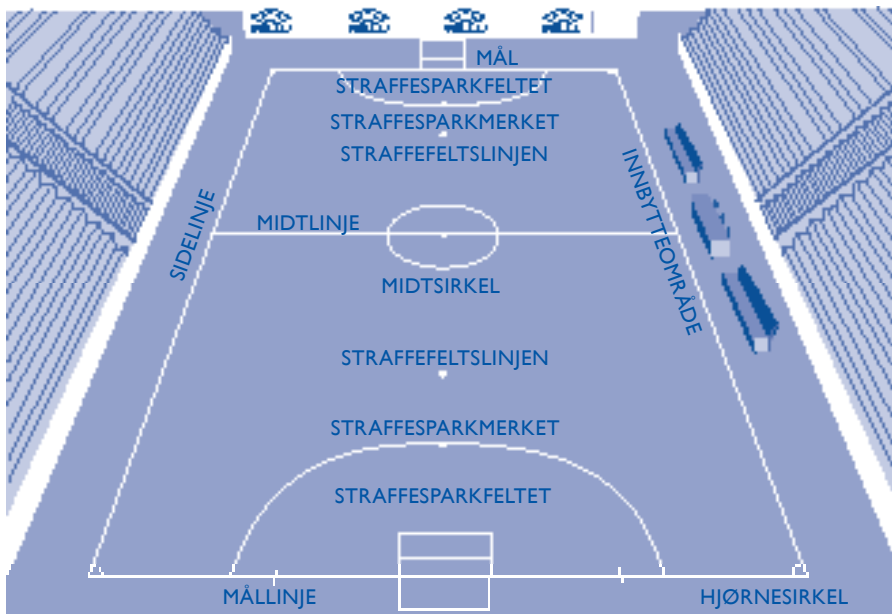 MÅL
STRAFFESPARKFELTET
STRAFFESPARKMERKET
STRAFFEFELTSLINJEN
INNBYTTEOMRÅDE
SIDELINJE
MIDTLINJE
MIDTSIRKEL
STRAFFEFELTSLINJEN
STRAFFESPARKMERKET
STRAFFESPARKFELTET
MÅLLINJE
HJØRNESIRKEL